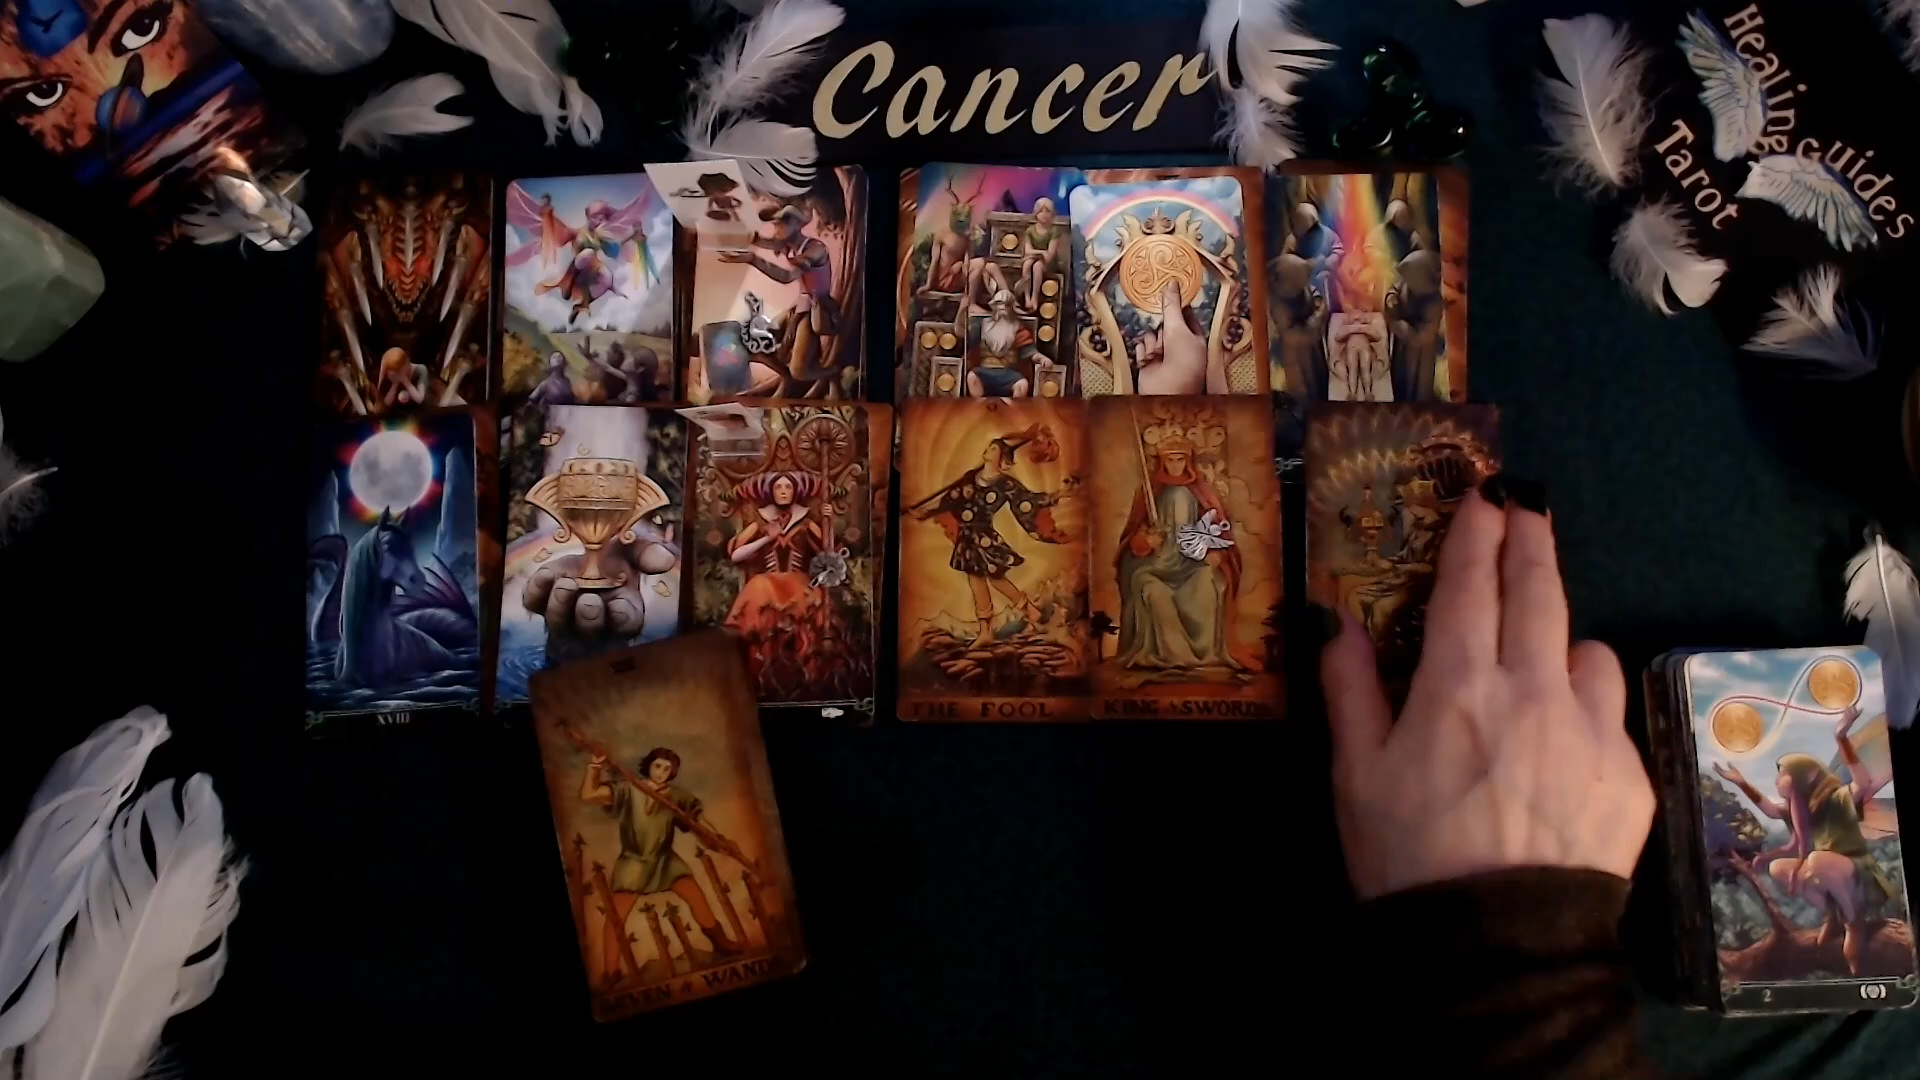 Cancer
Healing Guides
Tarot
XVIII
THE FOOL
KING of SWORDS
SEVEN of WANDS
2